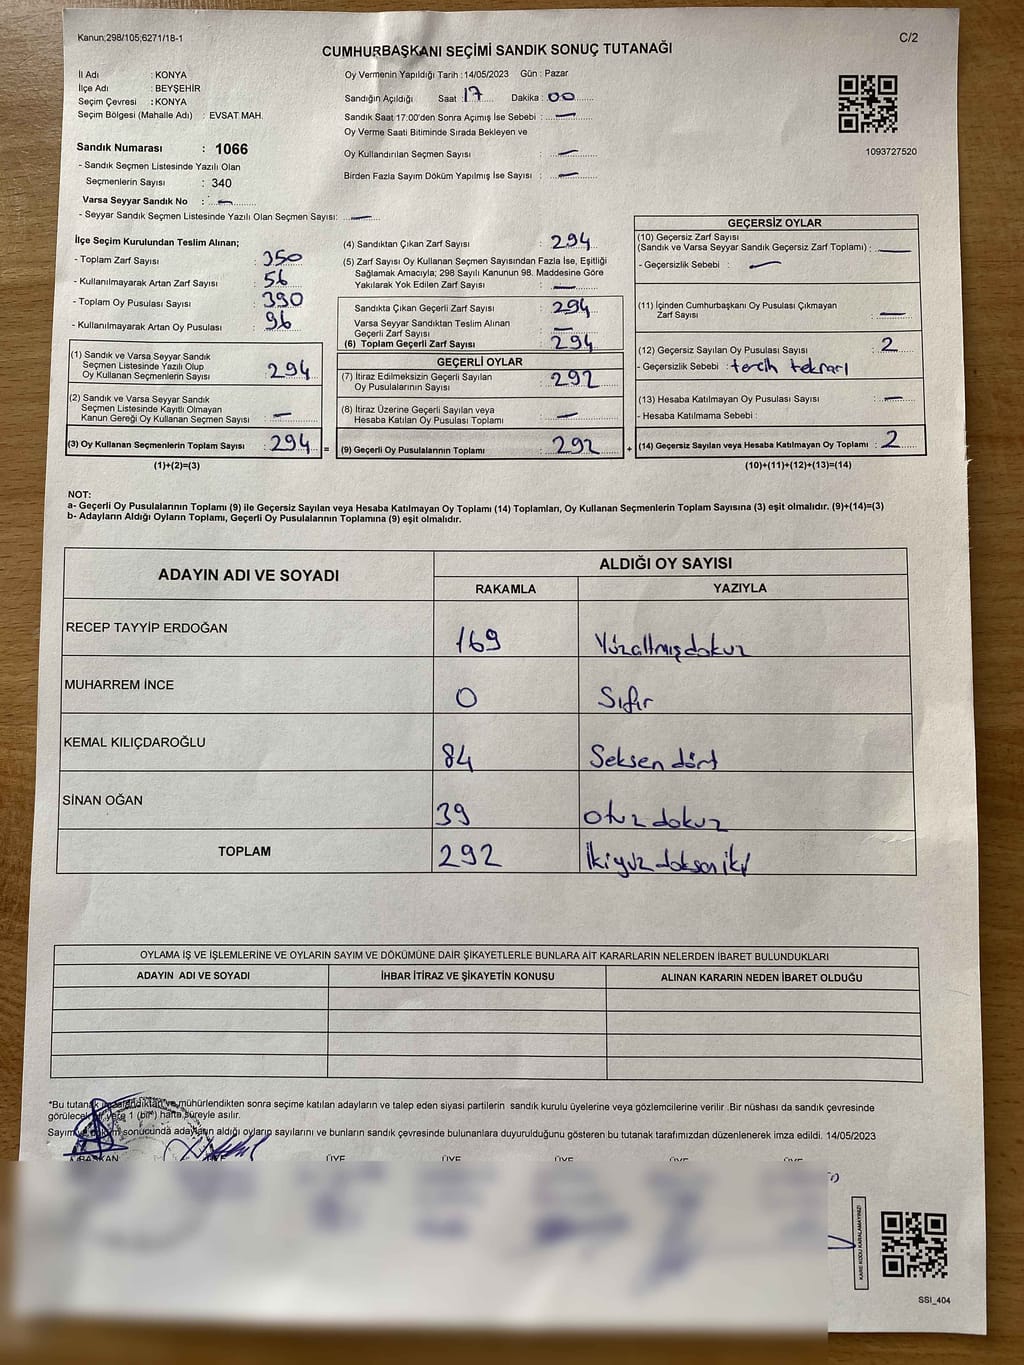 Kanun;298/105;6271/18-1
C/2
CUMHURBAŞKANI SEÇİMİ SANDIK SONUÇ TUTANAĞI
İl Adı : KONYA
İlçe Adı : BEYŞEHİR
Seçim Çevresi : KONYA
Seçim Bölgesi (Mahalle Adı) : EVSAT MAH.
Sandık Numarası : 1066
- Sandık Seçmen Listesinde Yazılı Olan
Seçmenlerin Sayısı : 340
Varsa Seyyar Sandık No : —
- Seyyar Sandık Seçmen Listesinde Yazılı Olan Seçmen Sayısı: —
Oy Vermenin Yapıldığı Tarih : 14/05/2023 Gün : Pazar
Sandığın Açıldığı Saat : 17 Dakika : 00
Sandık Saat 17:00'den Sonra Açımış İse Sebebi : —
Oy Verme Saati Bitiminde Sırada Bekleyen ve
Oy Kullandırılan Seçmen Sayısı : —
Birden Fazla Sayım Döküm Yapılmış İse Sayısı : —
1093727520
İlçe Seçim Kurulundan Teslim Alınan;
- Toplam Zarf Sayısı : 350
- Kullanılmayarak Artan Zarf Sayısı : 56
- Toplam Oy Pusulası Sayısı : 390
- Kullanılmayarak Artan Oy Pusulası : 96
(1) Sandık ve Varsa Seyyar Sandık
Seçmen Listesinde Yazılı Olup
Oy Kullanan Seçmenlerin Sayısı : 294
(2) Sandık ve Varsa Seyyar Sandık
Seçmen Listesinde Kayıtlı Olmayan
Kanun Gereği Oy Kullanan Seçmen Sayısı : —
(3) Oy Kullanan Seçmenlerin Toplam Sayısı : 294 =
(1)+(2)=(3)
(4) Sandıktan Çıkan Zarf Sayısı : 294
(5) Zarf Sayısı Oy Kullanan Seçmen Sayısından Fazla İse, Eşitliği
Sağlamak Amacıyla; 298 Sayılı Kanunun 98. Maddesine Göre
Yakılarak Yok Edilen Zarf Sayısı : —
Sandıkta Çıkan Geçerli Zarf Sayısı : 294
Varsa Seyyar Sandıktan Teslim Alınan
Geçerli Zarf Sayısı : —
(6) Toplam Geçerli Zarf Sayısı : 294
GEÇERLİ OYLAR
(7) İtiraz Edilmeksizin Geçerli Sayılan
Oy Pusulalarının Sayısı : 292
(8) İtiraz Üzerine Geçerli Sayılan veya
Hesaba Katılan Oy Pusulası Toplamı : —
(9) Geçerli Oy Pusulalarının Toplamı : 292 +
GEÇERSİZ OYLAR
(10) Geçersiz Zarf Sayısı
(Sandık ve Varsa Seyyar Sandık Geçersiz Zarf Toplamı) : —
- Geçersizlik Sebebi : —
(11) İçinden Cumhurbaşkanı Oy Pusulası Çıkmayan
Zarf Sayısı : —
(12) Geçersiz Sayılan Oy Pusulası Sayısı : 2
- Geçersizlik Sebebi : tercih tekrarı
(13) Hesaba Katılmayan Oy Pusulası Sayısı : —
- Hesaba Katılmama Sebebi :
(14) Geçersiz Sayılan veya Hesaba Katılmayan Oy Toplamı : 2
(10)+(11)+(12)+(13)=(14)
NOT:
a- Geçerli Oy Pusulalarının Toplamı (9) ile Geçersiz Sayılan veya Hesaba Katılmayan Oy Toplamı (14) Toplamları, Oy Kullanan Seçmenlerin Toplam Sayısına (3) eşit olmalıdır. (9)+(14)=(3)
b- Adayların Aldığı Oyların Toplamı, Geçerli Oy Pusulalarının Toplamına (9) eşit olmalıdır.
ADAYIN ADI VE SOYADI ALDIĞI OY SAYISI
RAKAMLA YAZIYLA
RECEP TAYYİP ERDOĞAN 169 Yüzaltmışdokuz
MUHARREM İNCE 0 Sıfır
KEMAL KILIÇDAROĞLU 84 Seksen dört
SİNAN OĞAN 39 otuz dokuz
TOPLAM 292 İkiyüz doksan iki
OYLAMA İŞ VE İŞLEMLERİNE VE OYLARIN SAYIM VE DÖKÜMÜNE DAİR ŞİKAYETLERLE BUNLARA AİT KARARLARIN NELERDEN İBARET BULUNDUKLARI
ADAYIN ADI VE SOYADI İHBAR İTİRAZ VE ŞİKAYETİN KONUSU ALINAN KARARIN NEDEN İBARET OLDUĞU
*Bu tutanak ve mühürlendikten sonra seçime katılan adayların ve talep eden siyasi partilerin sandık kurulu üyelerine veya gözlemcilerine verilir .Bir nüshası da sandık çevresinde
görülecek bir yere 1 (bir) hafta süreyle asılır.
Sayım sonucunda adayların aldığı oyların sayılarını ve bunların sandık çevresinde bulunanlara duyurulduğunu gösteren bu tutanak tarafımızdan düzenlenerek imza edildi. 14/05/2023
BAŞKAN ÜYE ÜYE ÜYE ÜYE ÜYE
KARE KODU KARALAMAYINIZ!
SSI_404